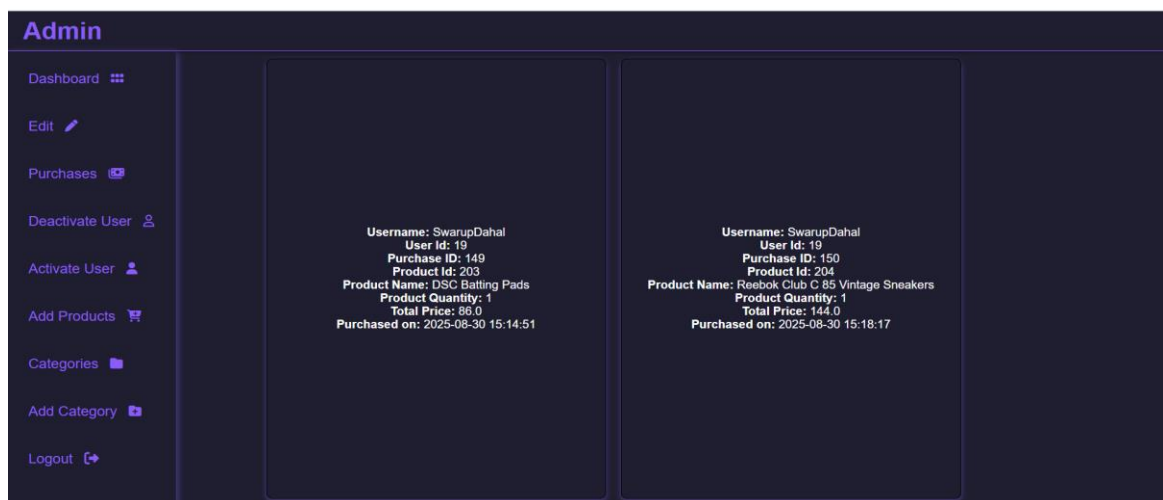 Admin
Dashboard
Edit
Purchases
Deactivate User
Activate User
Add Products
Categories
Add Category
Logout
Username: SwarupDahal
User Id: 19
Purchase ID: 149
Product Id: 203
Product Name: DSC Batting Pads
Product Quantity: 1
Total Price: 86.0
Purchased on: 2025-08-30 15:14:51
Username: SwarupDahal
User Id: 19
Purchase ID: 150
Product Id: 204
Product Name: Reebok Club C 85 Vintage Sneakers
Product Quantity: 1
Total Price: 144.0
Purchased on: 2025-08-30 15:18:17